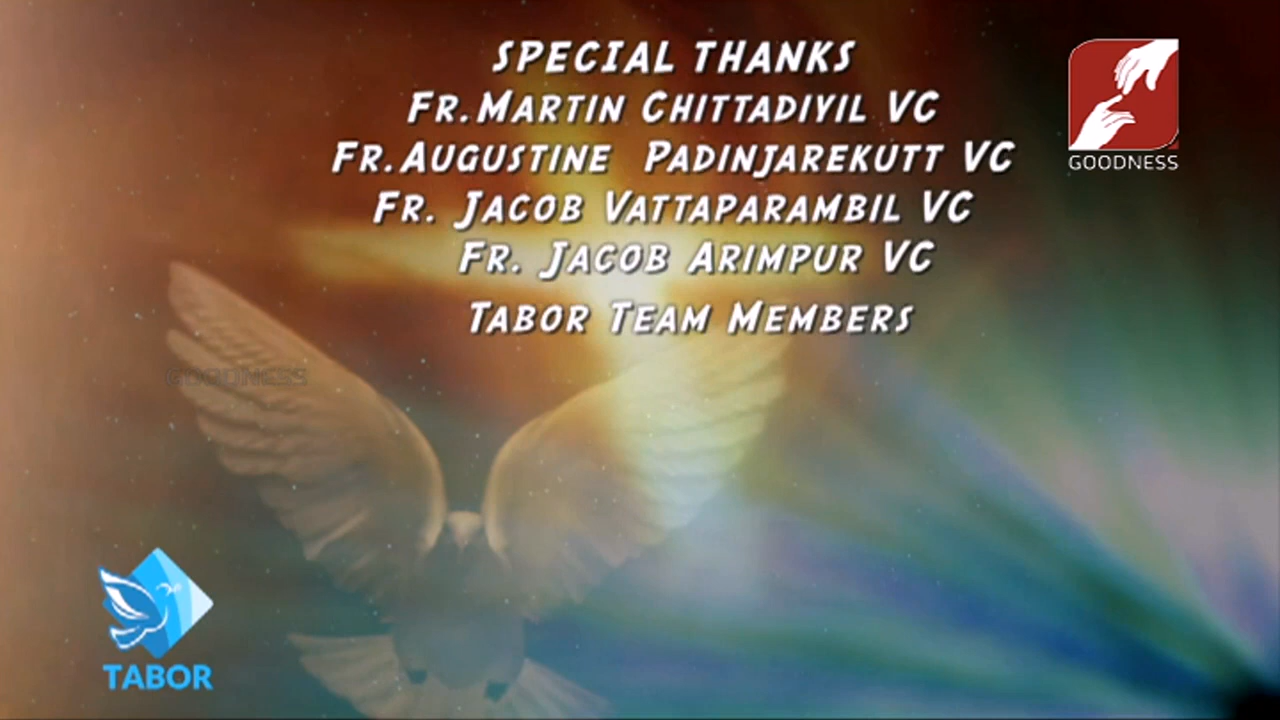 SPECIAL THANKS
FR.MARTIN CHITTADIYIL VC
FR.AUGUSTINE PADINJAREKUTT VC
FR. JACOB VATTAPARAMBIL VC
FR. JACOB ARIMPUR VC
TABOR TEAM MEMBERS
GOODNESS
GOODNESS
TABOR